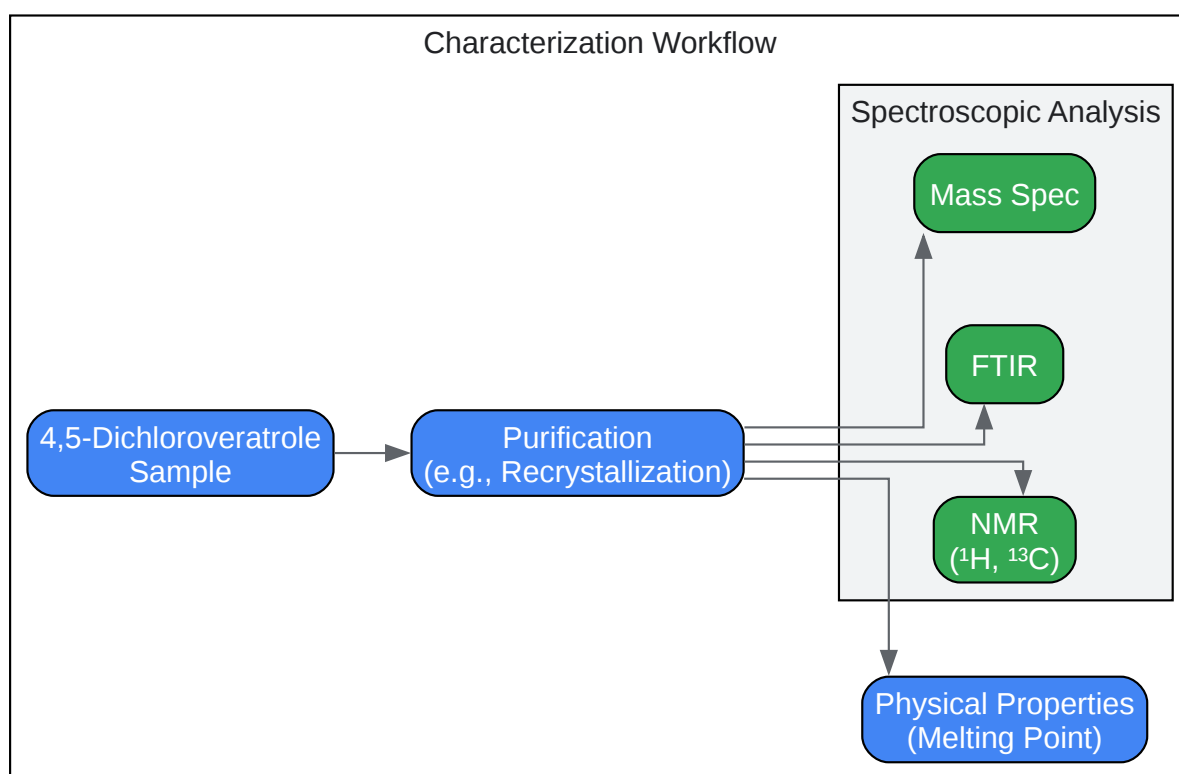 Characterization Workflow
Spectroscopic Analysis
Mass Spec
FTIR
4,5-Dichloroveratrole
Sample
Purification
(e.g., Recrystallization)
NMR
(¹H, ¹³C)
Physical Properties
(Melting Point)